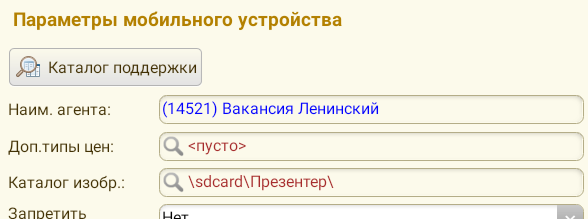 Параметры мобильного устройства
Каталог поддержки
Наим. агента: (14521) Вакансия Ленинский
Доп.типы цен: <пусто>
Каталог изобр.: \sdcard\Презентер\
Запретить Нет